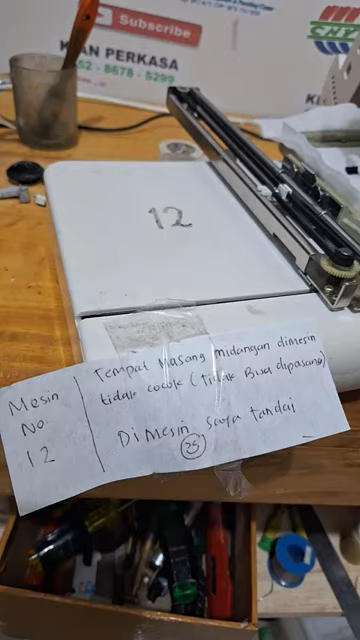 Subscribe
KIAN PERKASA
52 - 8678 - 5299
12
Mesin
No.
12
Tempat Masang midangan dimesin
tidak cocok (tidak Bisa dipasang)
Dimesin saya tandai
25